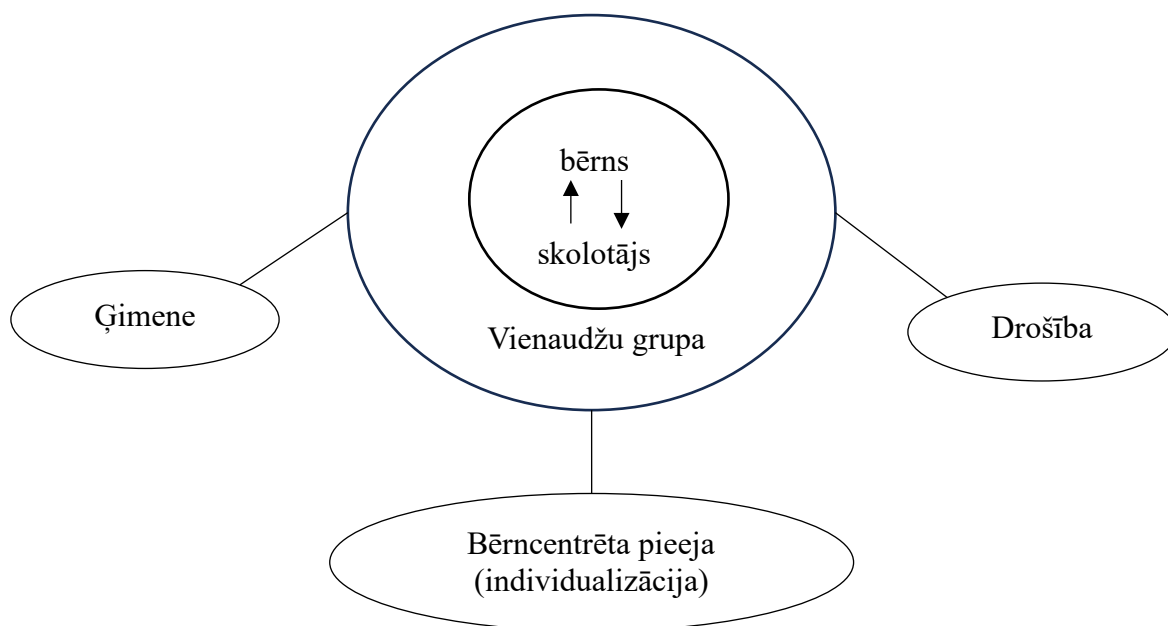 bērns
skolotājs
Vienaudžu grupa
Ģimene
Drošība
Bērncentrēta pieeja
(individualizācija)